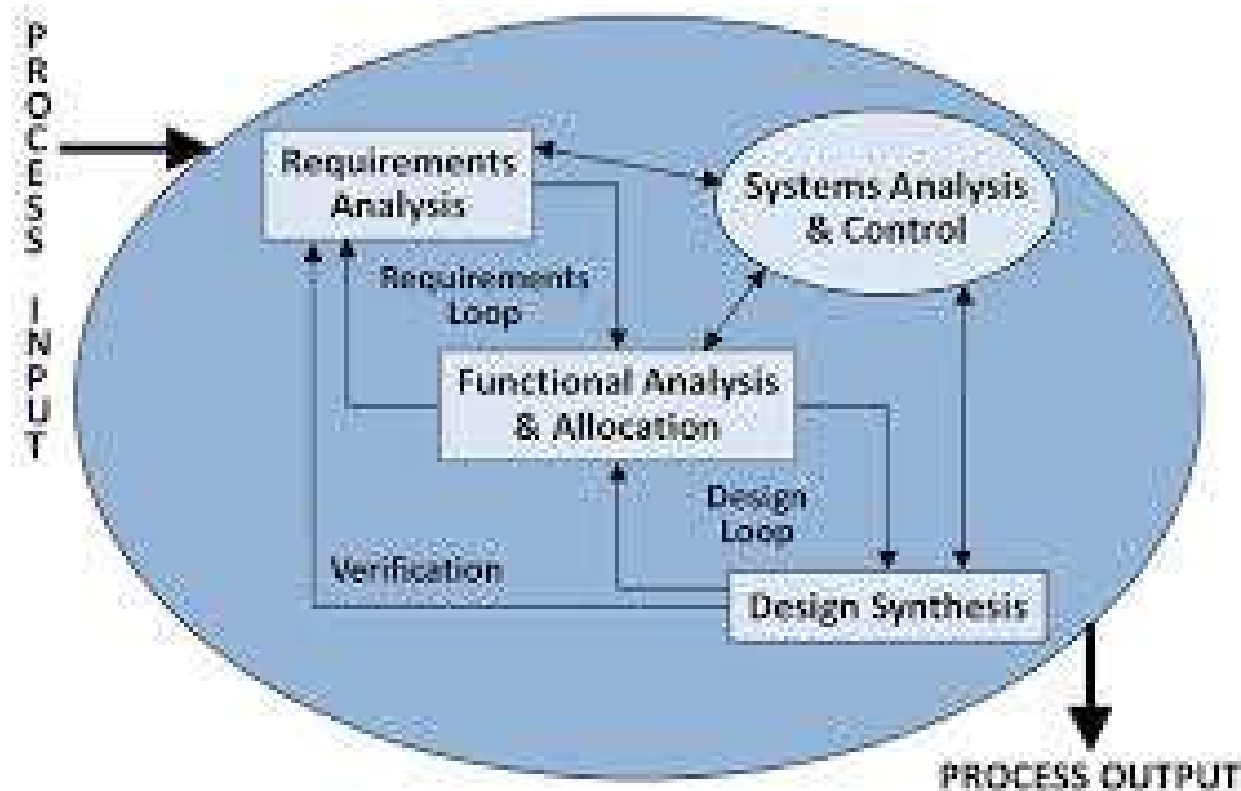 PROCESS INPUT
Requirements
Analysis
Systems Analysis
& Control
Requirements
Loop
Functional Analysis
& Allocation
Design
Loop
Verification
Design Synthesis
PROCESS OUTPUT